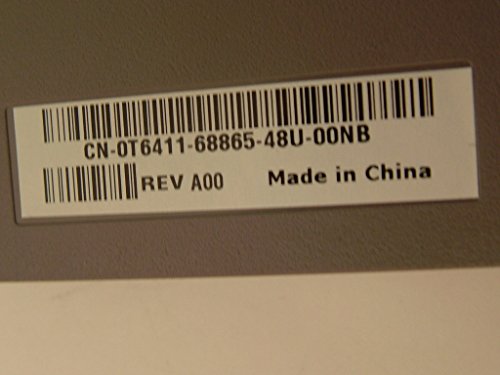 CN-0T6411-68865-48U-00NB
REV A00 Made in China